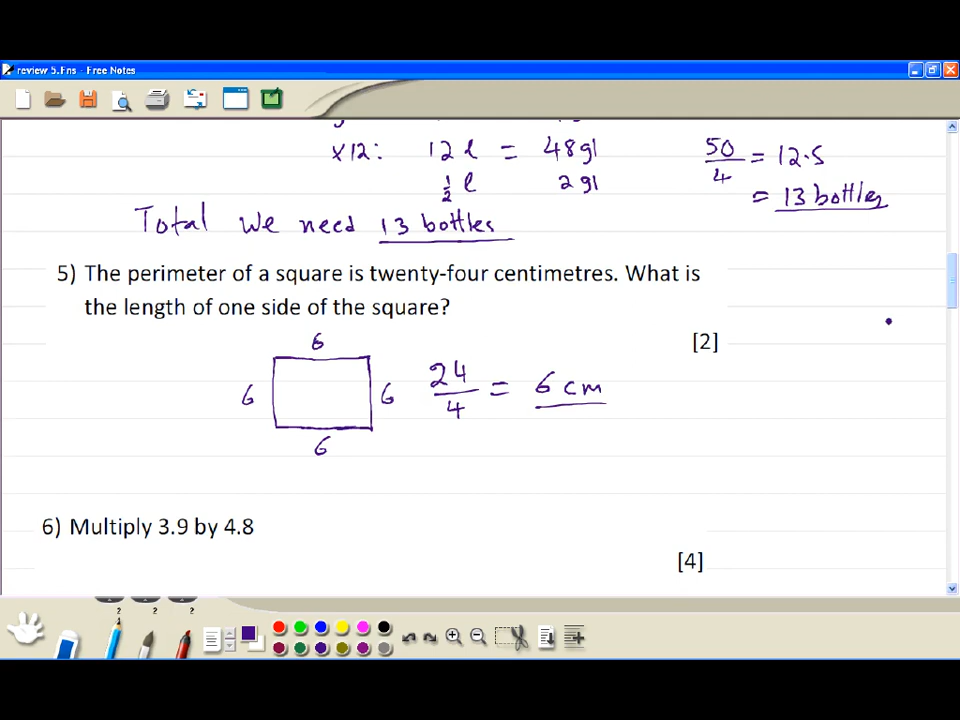 review 5.Fns - Free Notes
x12: 12 l = 48 gl
50/4 = 12.5
½ l 2 gl
= 13 bottles
Total we need 13 bottles
5) The perimeter of a square is twenty-four centimetres. What is
the length of one side of the square?
[2]
6
6 6
24/4 = 6 cm
6
6) Multiply 3.9 by 4.8
[4]
2 2 2